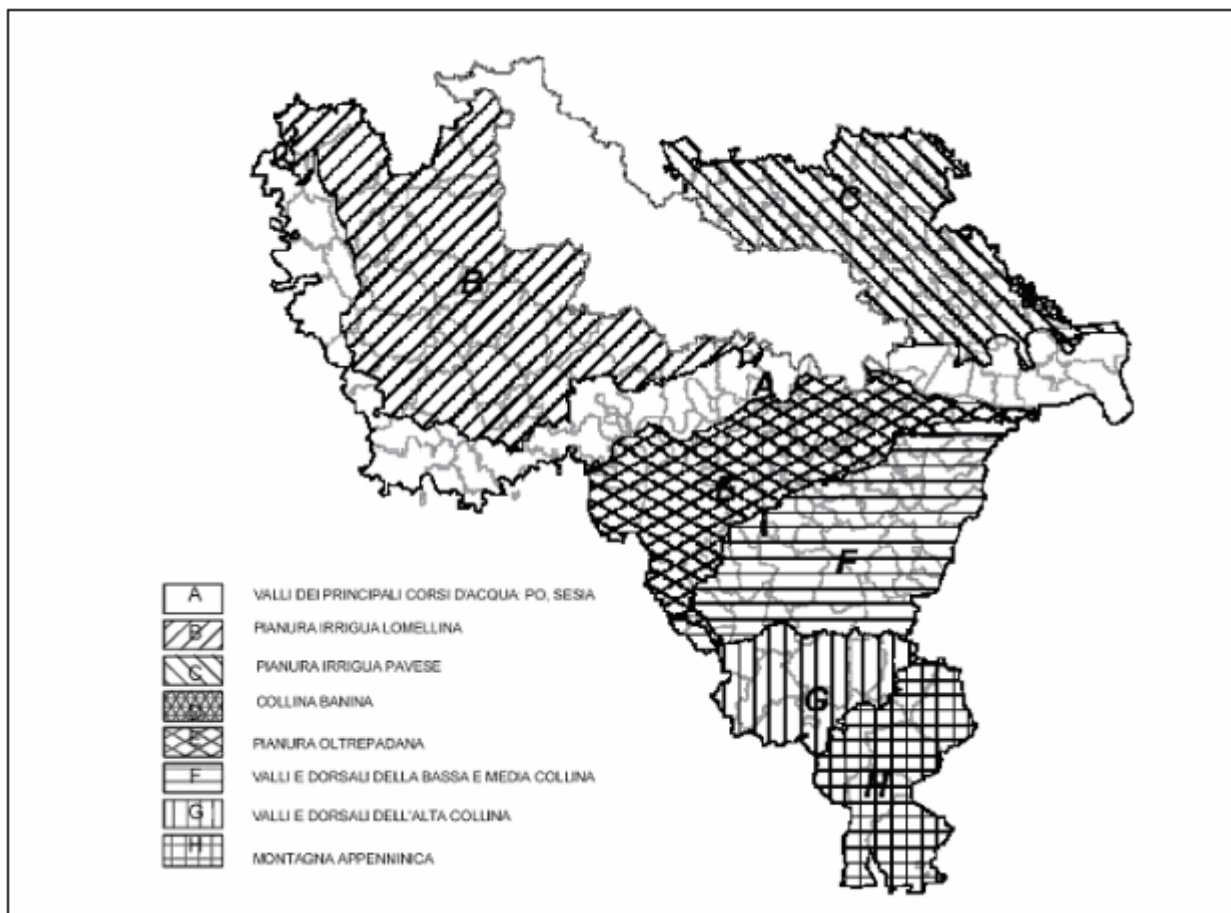 B
C
A
E
F
G
H
A VALLI DEI PRINCIPALI CORSI D'ACQUA: PO, SESIA
B PIANURA IRRIGUA LOMELLINA
C PIANURA IRRIGUA PAVESE
D COLLINA BANINA
E PIANURA OLTREPADANA
F VALLI E DORSALI DELLA BASSA E MEDIA COLLINA
G VALLI E DORSALI DELL'ALTA COLLINA
H MONTAGNA APPENNINICA